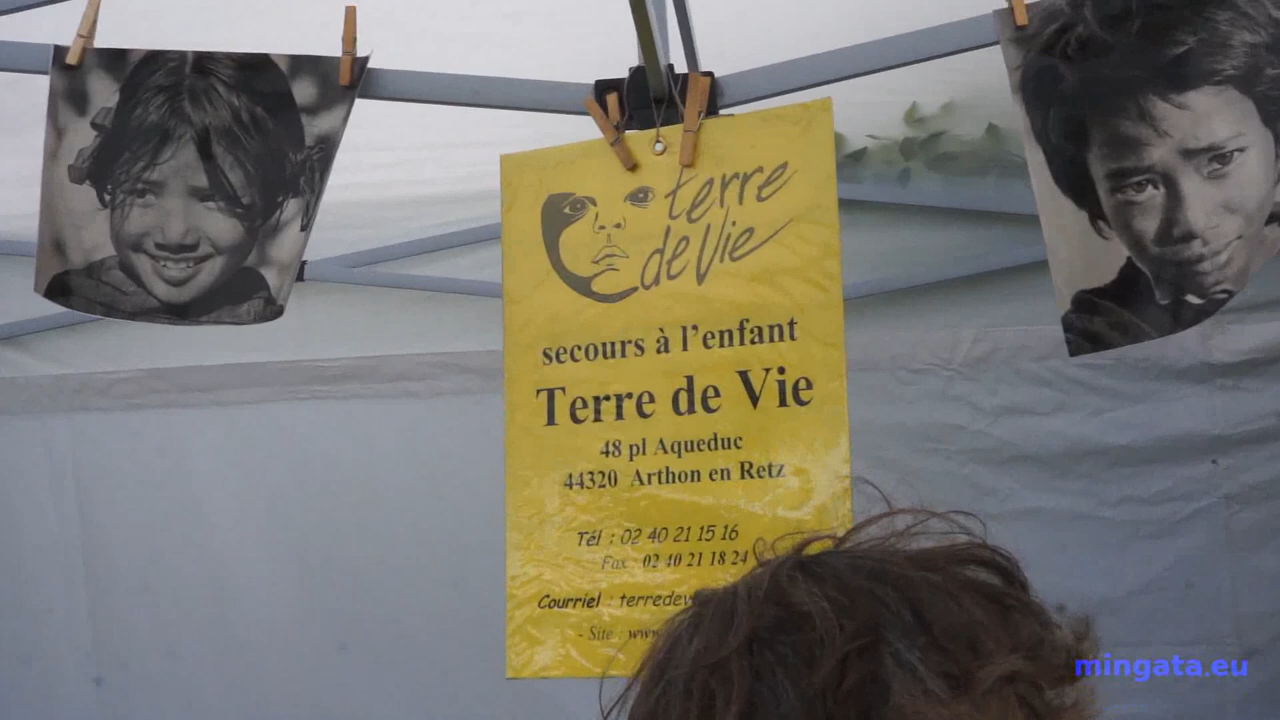 terre
de Vie
secours à l'enfant
Terre de Vie
48 pl Aqueduc
44320 Arthon en Retz
Tél : 02 40 21 15 16
Fax : 02 40 21 18 24
Courriel :
- Site :
mingata.eu